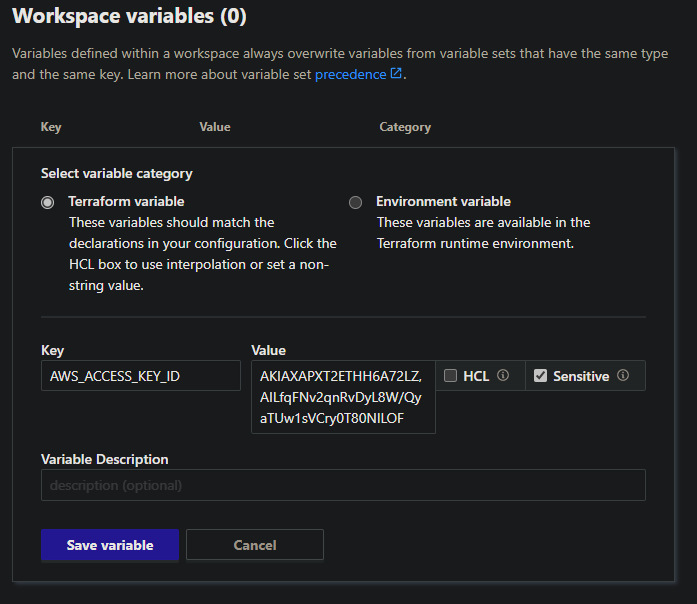 Workspace variables (0)
Variables defined within a workspace always overwrite variables from variable sets that have the same type
and the same key. Learn more about variable set precedence.
Key Value Category
Select variable category
Terraform variable
These variables should match the
declarations in your configuration. Click the
HCL box to use interpolation or set a non-
string value.
Environment variable
These variables are available in the
Terraform runtime environment.
Key
AWS_ACCESS_KEY_ID
Value
AKIAXAPXT2ETHH6A72LZ,
AILfqFNv2qnRvDyL8W/Qy
aTUw1sVCry0T80NILOF
HCL
Sensitive
Variable Description
description (optional)
Save variable
Cancel